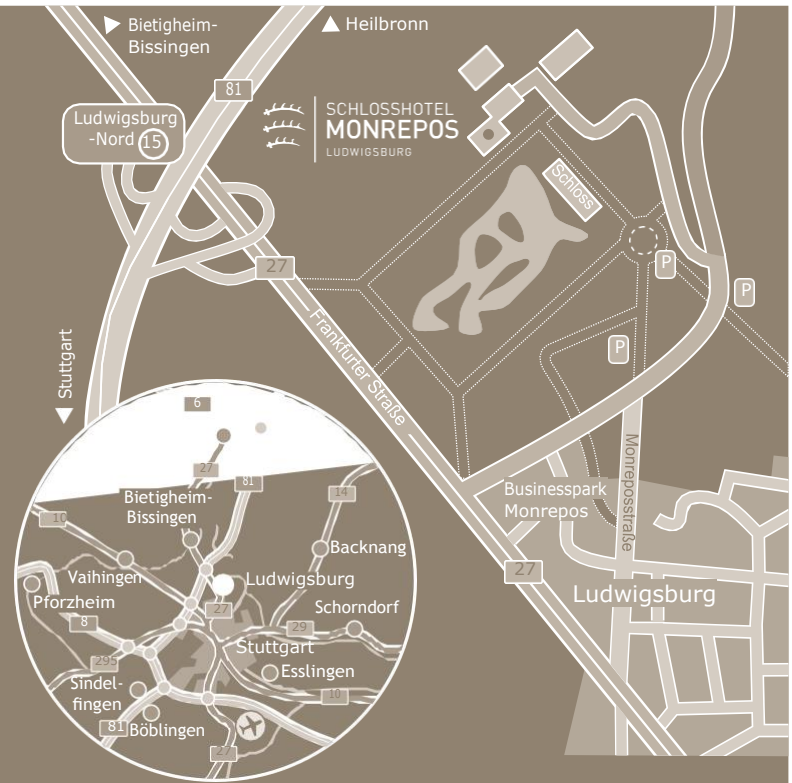 Bietigheim-
Bissingen
Heilbronn
81
Ludwigsburg
-Nord 15
SCHLOSSHOTEL
MONREPOS
LUDWIGSBURG
Schloss
27
P
P
P
Frankfurter Straße
Stuttgart
Monreposstraße
Businesspark
Monrepos
27
Ludwigsburg
6
27
81
14
Bietigheim-
Bissingen
10
Backnang
Vaihingen
Ludwigsburg
Pforzheim
27
Schorndorf
8
29
Stuttgart
295
Esslingen
Sindel-
fingen
10
81
Böblingen
27